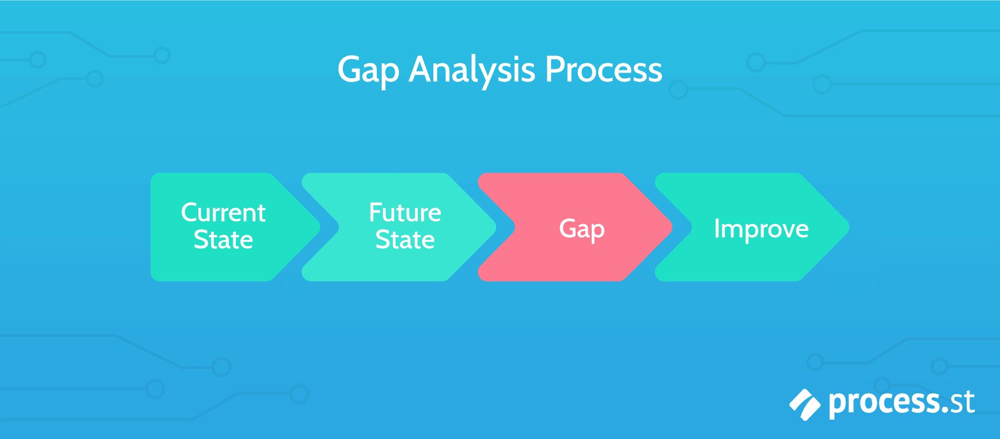 Gap Analysis Process
Current
State
Future
State
Gap
Improve
process.st